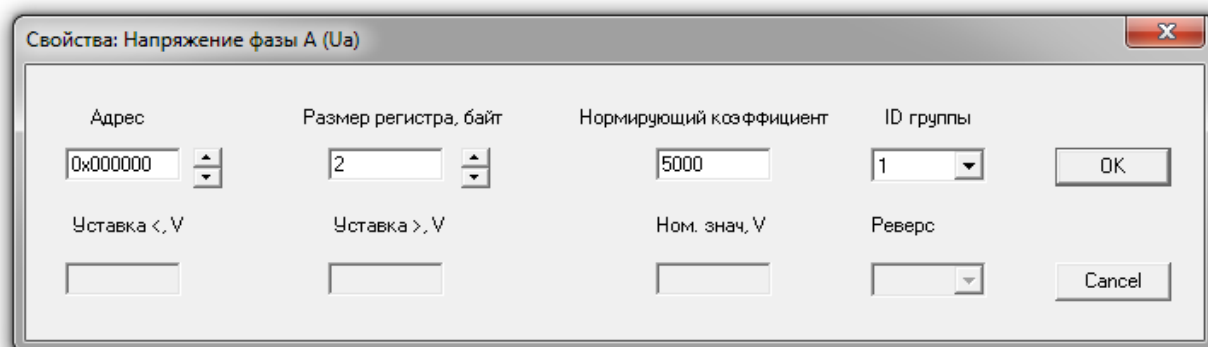 Свойства: Напряжение фазы А (Ua)
Адрес Размер регистра, байт Нормирующий коэффициент ID группы
0x000000 2 5000 1 OK
Уставка <, V Уставка >, V Ном. знач, V Реверс
Cancel